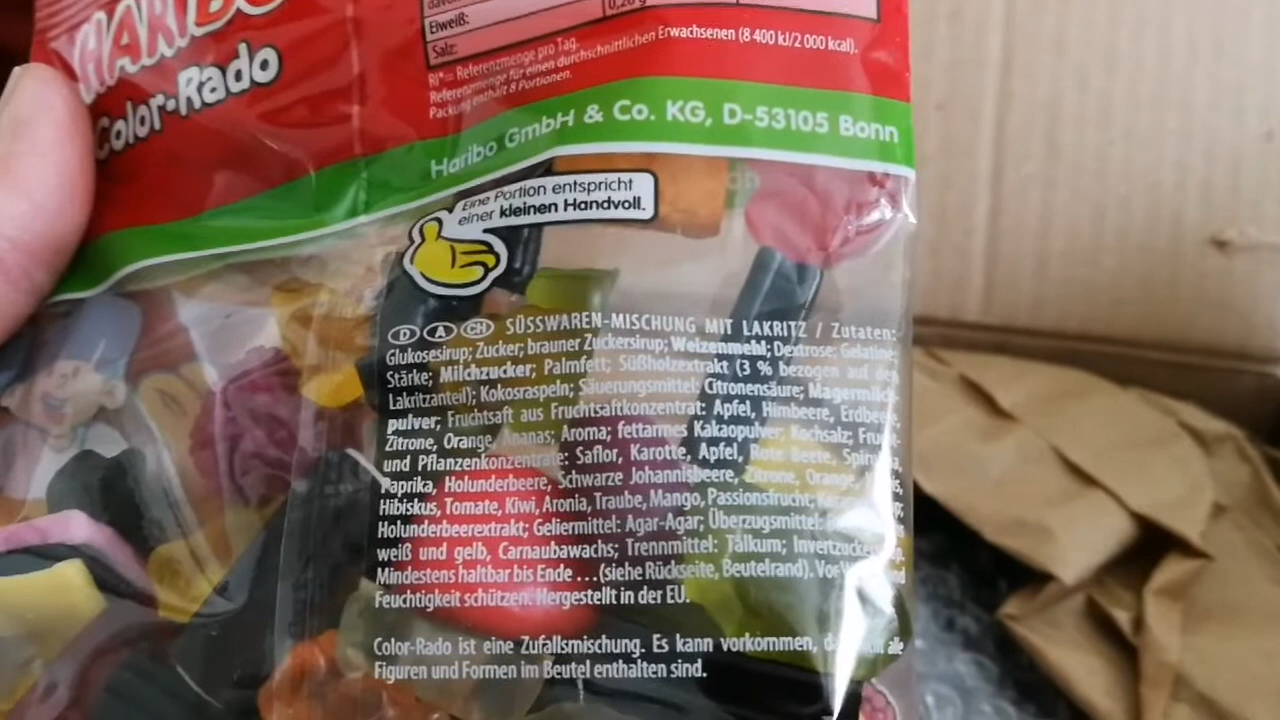 HARIBO
Color-Rado
Eiweiß:
0,20 g
Salz:
RI*= Referenzmenge pro Tag.
Referenzmenge für einen durchschnittlichen Erwachsenen (8 400 kJ/2 000 kcal).
Packung enthält 8 Portionen.
Haribo GmbH & Co. KG, D-53105 Bonn
Eine Portion entspricht
einer kleinen Handvoll.
D A CH SÜSSWAREN-MISCHUNG MIT LAKRITZ / Zutaten:
Glukosesirup; Zucker; brauner Zuckersirup; Weizenmehl; Dextrose; Gelatine;
Stärke; Milchzucker; Palmfett; Süßholzextrakt (3 % bezogen auf den
Lakritzanteil); Kokosraspeln; Säuerungsmittel: Citronensäure; Magermilch-
pulver; Fruchtsaft aus Fruchtsaftkonzentrat: Apfel, Himbeere, Erdbeere,
Zitrone, Orange, Ananas; Aroma; fettarmes Kakaopulver; Kochsalz; Frucht-
und Pflanzenkonzentrate: Saflor, Karotte, Apfel, Rote Beete, Spirulina,
Paprika, Holunderbeere, Schwarze Johannisbeere, Zitrone, Orange,
Hibiskus, Tomate, Kiwi, Aronia, Traube, Mango, Passionsfrucht;
Holunderbeerextrakt; Geliermittel: Agar-Agar; Überzugsmittel:
weiß und gelb, Carnaubawachs; Trennmittel: Talkum; Invertzucker
Mindestens haltbar bis Ende ... (siehe Rückseite, Beutelrand). Vor
Feuchtigkeit schützen. Hergestellt in der EU.
Color-Rado ist eine Zufallsmischung. Es kann vorkommen, alle
Figuren und Formen im Beutel enthalten sind.